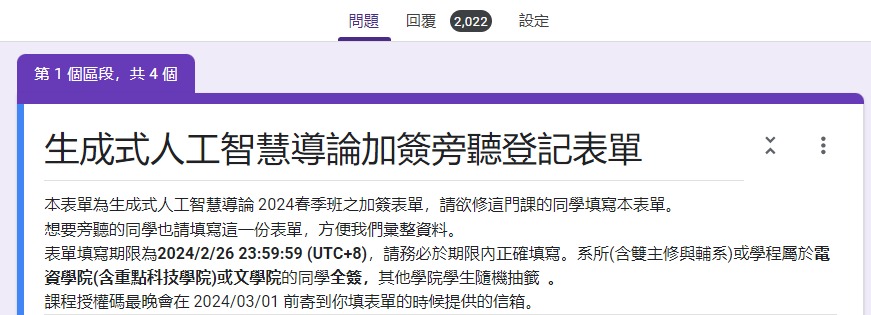 問題 回覆 2,022 設定
第 1 個區段，共 4 個
生成式人工智慧導論加簽旁聽登記表單
本表單為生成式人工智慧導論 2024春季班之加簽表單，請欲修這門課的同學填寫本表單。
想要旁聽的同學也請填寫這一份表單，方便我們彙整資料。
表單填寫期限為2024/2/26 23:59:59 (UTC+8)，請務必於期限內正確填寫。系所(含雙主修與輔系)或學程屬於電
資學院(含重點科技學院)或文學院的同學全簽，其他學院學生隨機抽籤 。
課程授權碼最晚會在 2024/03/01 前寄到你填表單的時候提供的信箱。